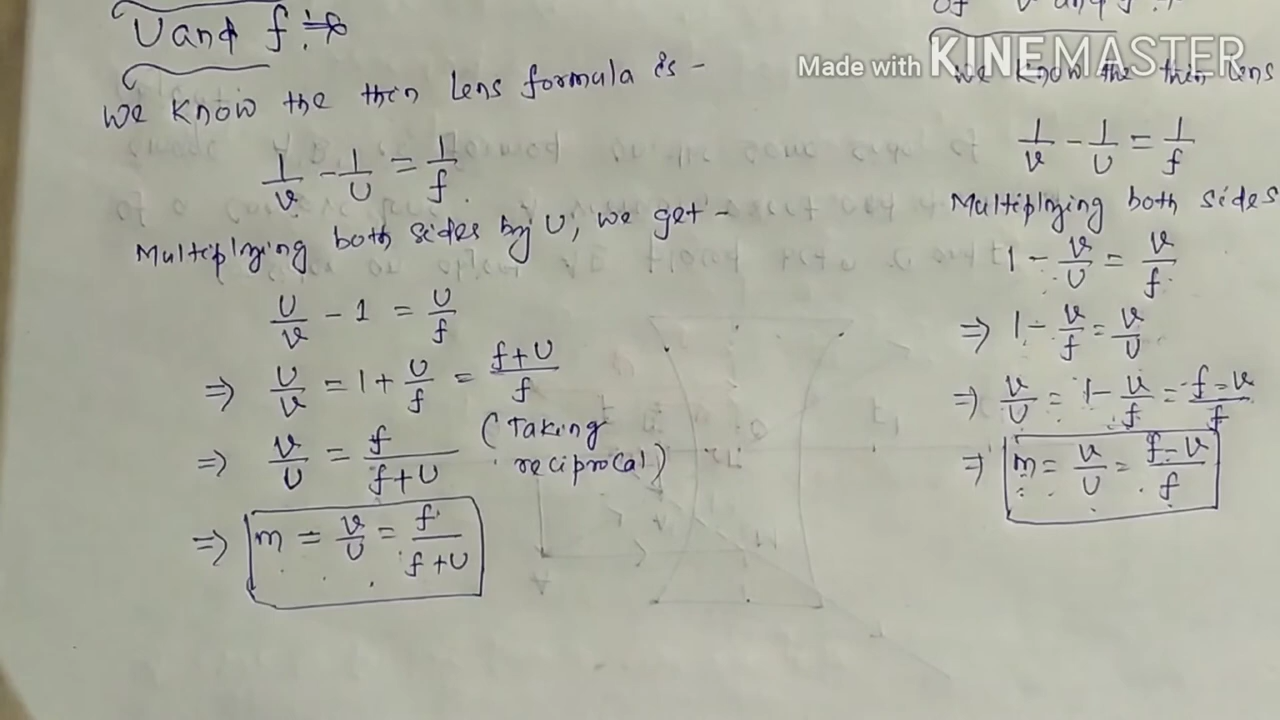 U and f :⇒
We know the thin lens formula is -
1/v - 1/U = 1/f
Multiplying both sides by U, we get -
U/v - 1 = U/f
⇒ U/v = 1 + U/f = f+U/f
⇒ v/U = f/f+U (Taking reciprocal)
⇒ m = v/U = f/f+U
of v and f :
Made with KINEMASTER
We know the thin lens
1/v - 1/U = 1/f
Multiplying both sides
1 - v/U = v/f
⇒ 1 - v/f = v/U
⇒ v/U = 1 - v/f = f-v/f
⇒ m = v/U = f-v/f